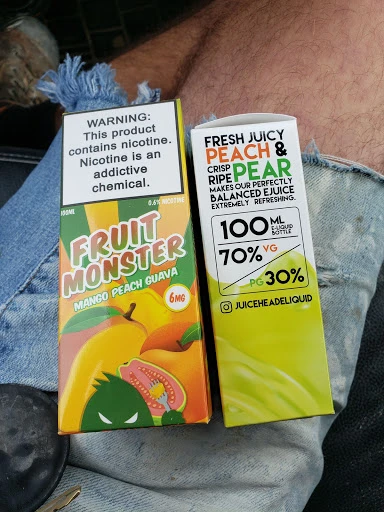 WARNING:
This product
contains nicotine.
Nicotine is an
addictive
chemical.
100ML
0.6% NICOTINE
FRUIT
MONSTER
MANGO PEACH GUAVA
6MG
FRESH JUICY
PEACH &
CRISP
RIPE PEAR
MAKES OUR PERFECTLY
BALANCED EJUICE
EXTREMELY REFRESHING.
100ML
E-LIQUID
BOTTLE
70% VG
PG 30%
JUICEHEADELIQUID